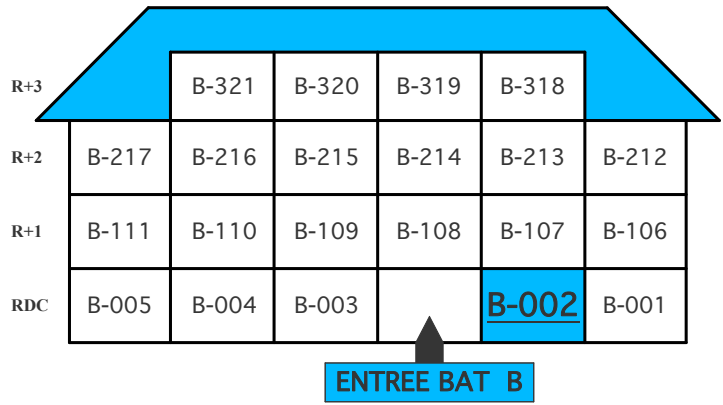 R+3 B-321 B-320 B-319 B-318
R+2 B-217 B-216 B-215 B-214 B-213 B-212
R+1 B-111 B-110 B-109 B-108 B-107 B-106
RDC B-005 B-004 B-003 B-002 B-001
ENTREE BAT B